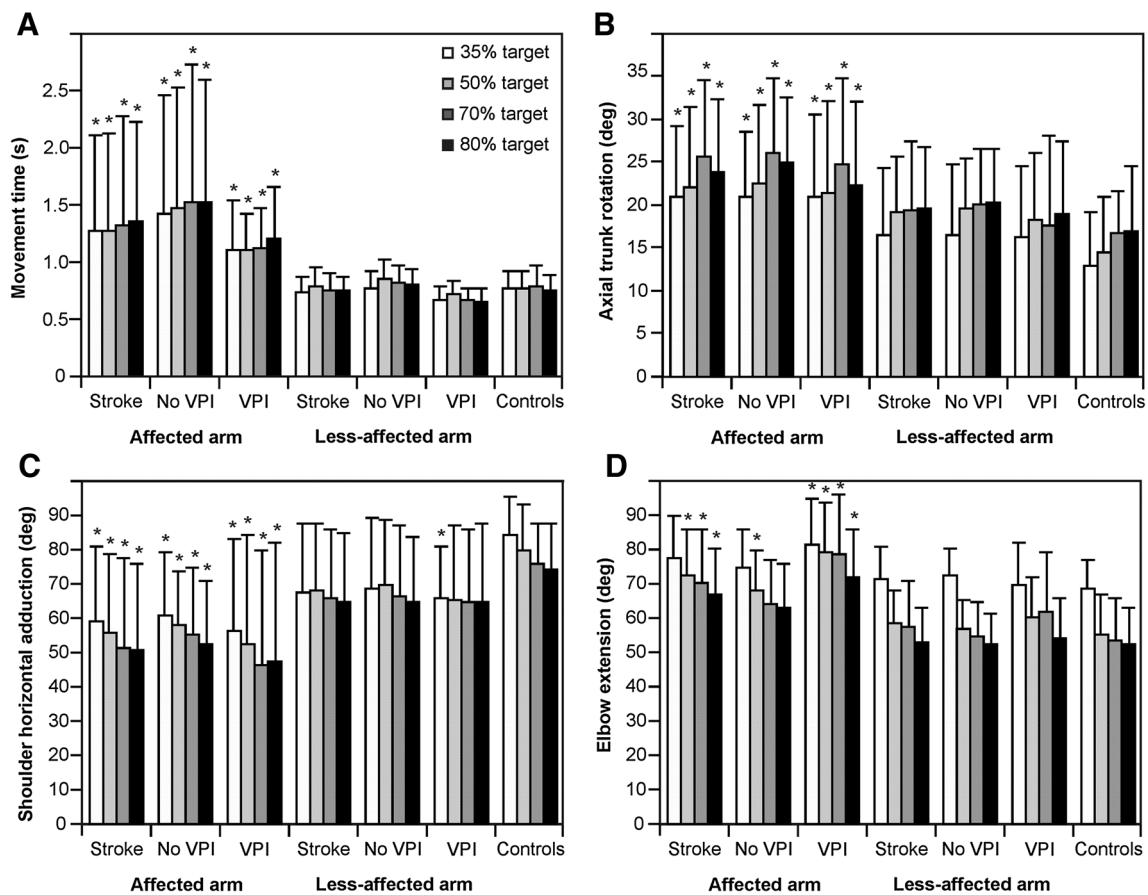 A
Movement time (s)
2.5
2.0
1.5
1.0
0.5
0
* * * * * * * * * * * *
35% target
50% target
70% target
80% target
Stroke No VPI VPI Stroke No VPI VPI Controls
Affected arm Less-affected arm
B
Axial trunk rotation (deg)
35
30
25
20
15
10
5
0
* * * * * * * * * * * *
Stroke No VPI VPI Stroke No VPI VPI Controls
Affected arm Less-affected arm
C
Shoulder horizontal adduction (deg)
90
80
70
60
50
40
30
20
10
0
* * * * * * * * * * * * *
Stroke No VPI VPI Stroke No VPI VPI Controls
Affected arm Less-affected arm
D
Elbow extension (deg)
90
80
70
60
50
40
30
20
10
0
* * * * * * * *
Stroke No VPI VPI Stroke No VPI VPI Controls
Affected arm Less-affected arm